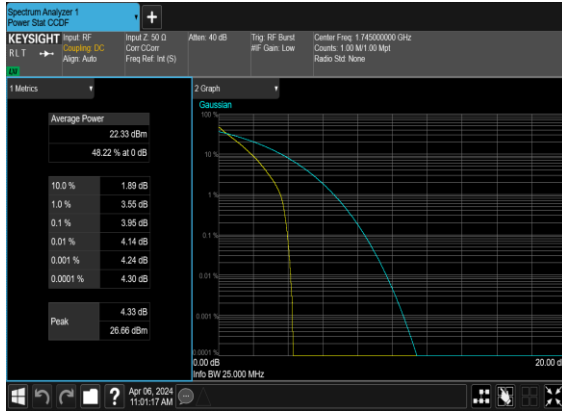 Spectrum Analyzer 1
Power Stat CCDF
+
KEYSIGHT
RLT
LU
Input: RF
Coupling: DC
Align: Auto
Input Z: 50 Ω
Corr CCorr
Freq Ref: Int (S)
Atten: 40 dB
Trig: RF Burst
#IF Gain: Low
Center Freq: 1.745000000 GHz
Counts: 1.00 M/1.00 Mpt
Radio Std: None
1 Metrics
Average Power
22.33 dBm
48.22 % at 0 dB
10.0 % 1.89 dB
1.0 % 3.55 dB
0.1 % 3.95 dB
0.01 % 4.14 dB
0.001 % 4.24 dB
0.0001 % 4.30 dB
Peak
4.33 dB
26.66 dBm
2 Graph
Gaussian
100 %
10 %
1 %
0.1 %
0.01 %
0.001 %
0.0001 %
0.00 dB
20.00 d
Info BW 25.000 MHz
?
Apr 06, 2024
11:01:17 AM